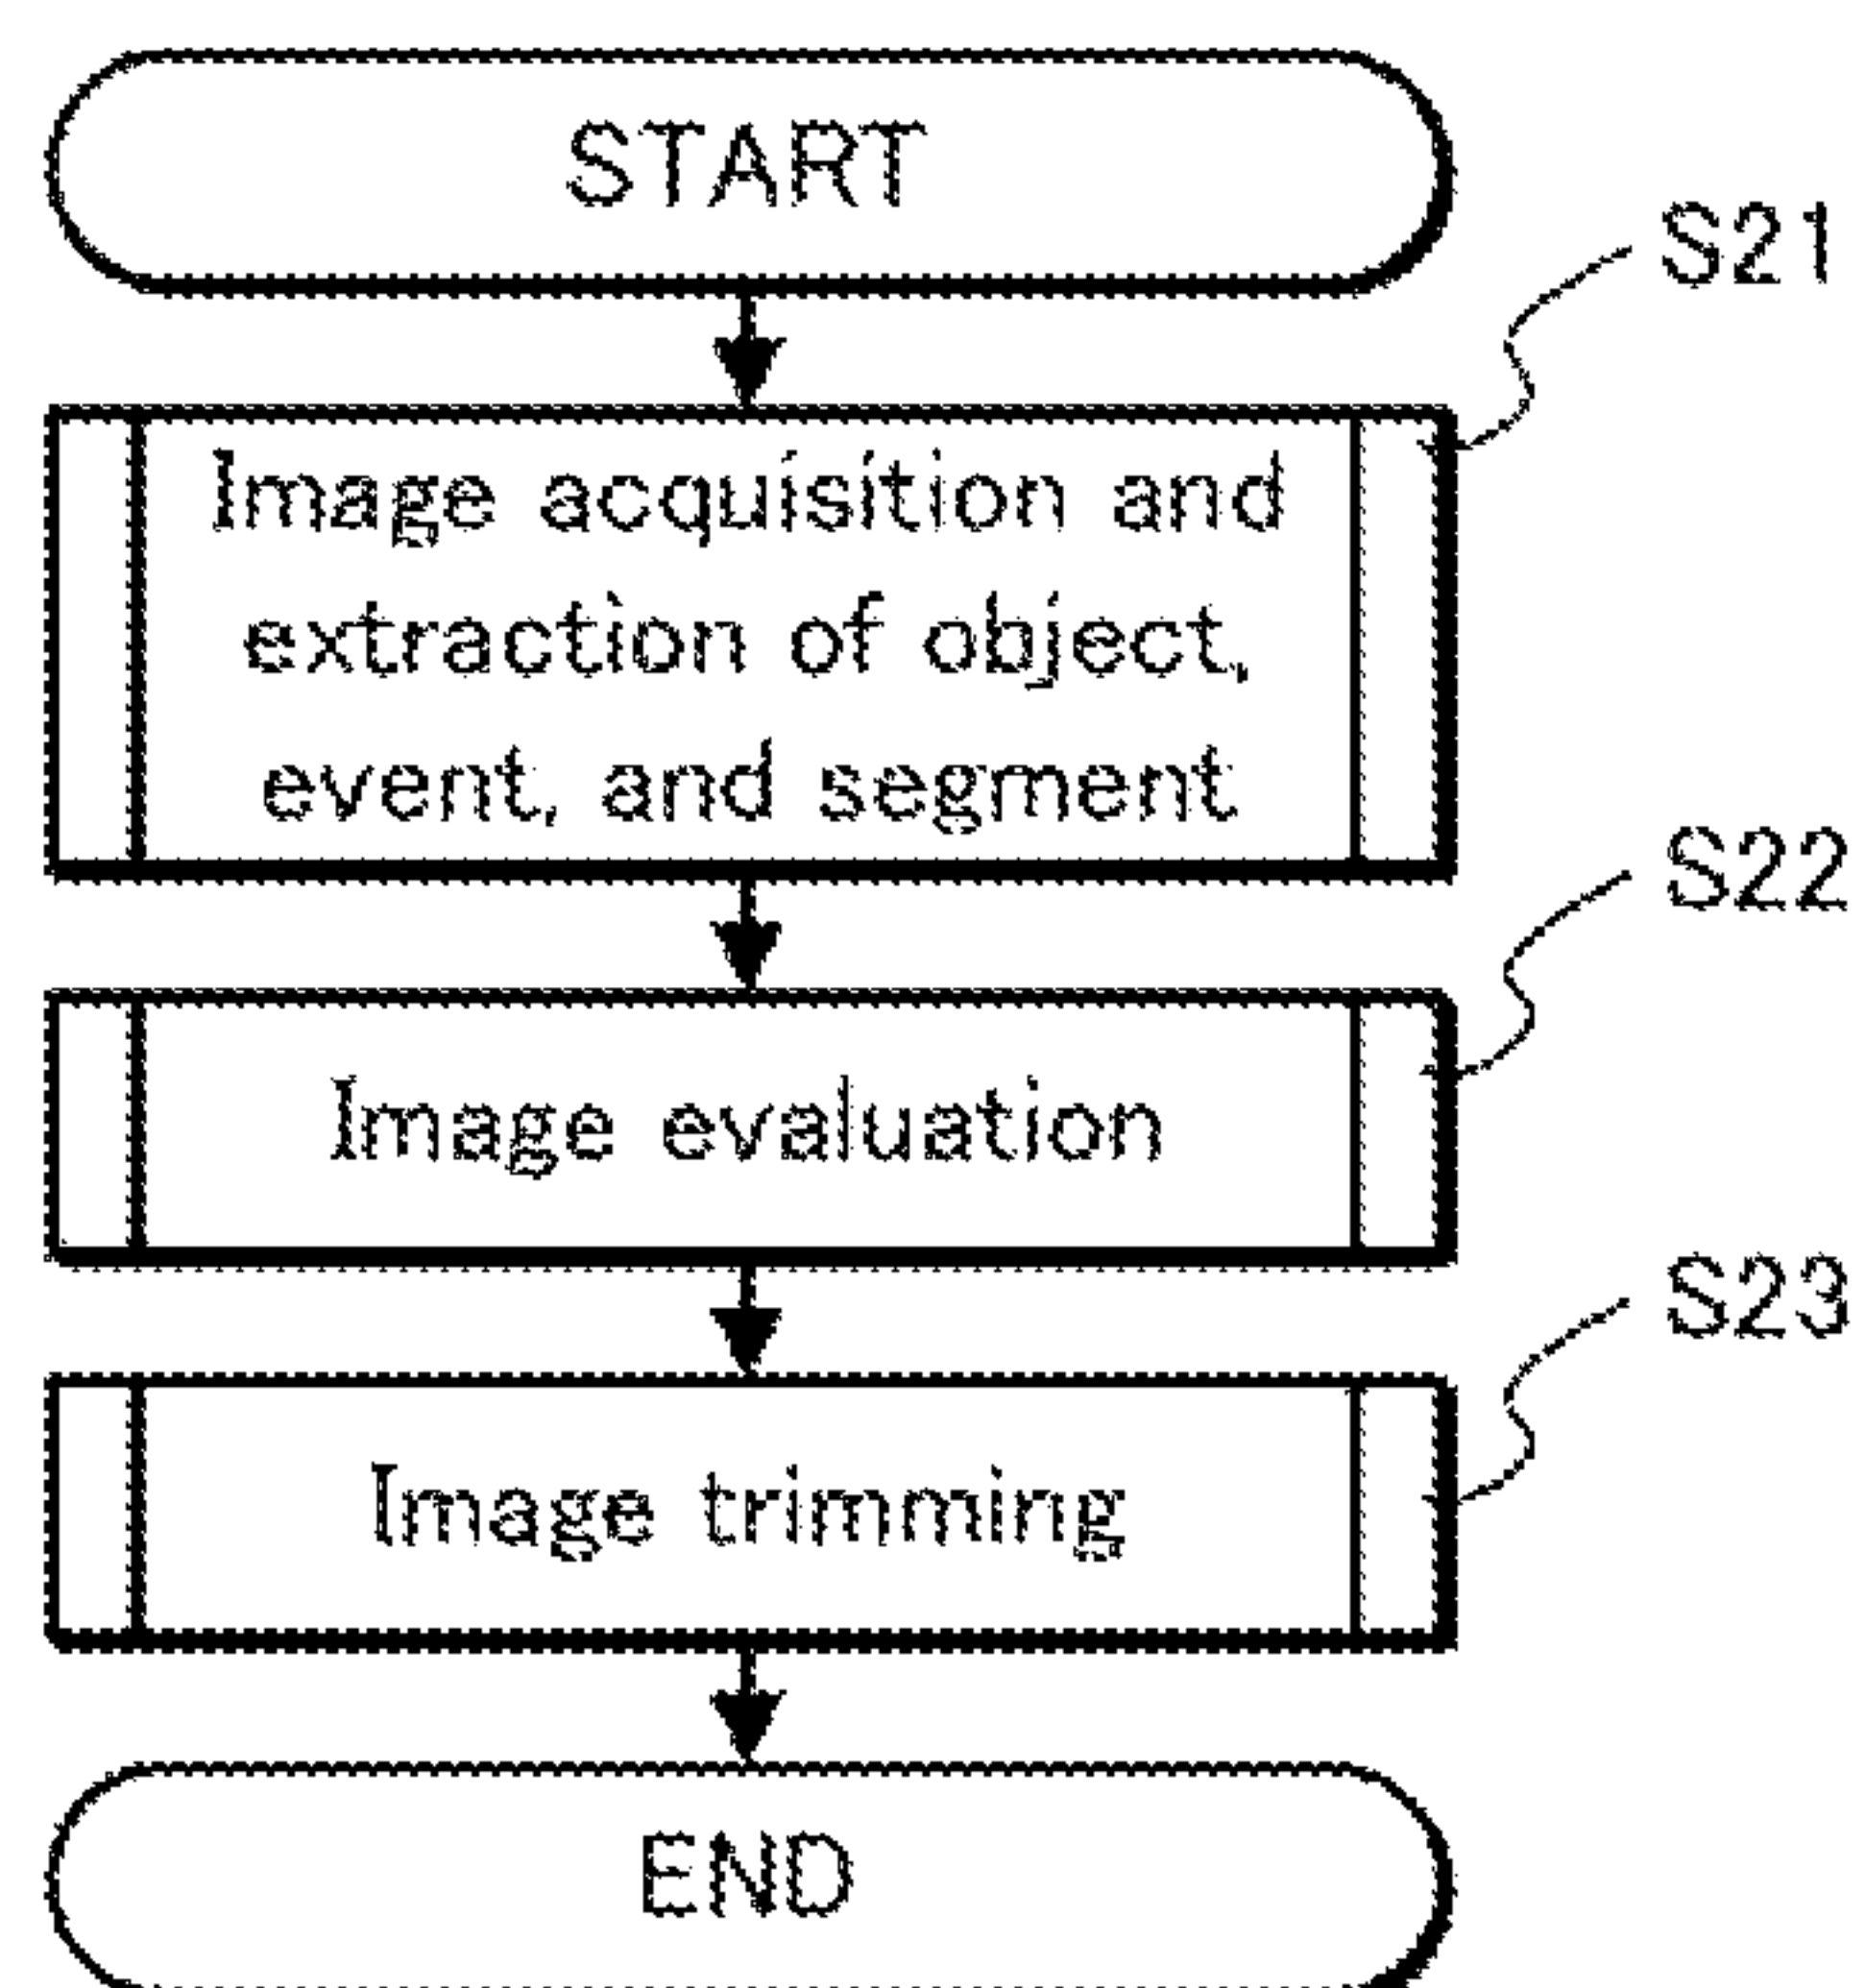 START
S21
Image acquisition and
extraction of object,
event, and segment
S22
Image evaluation
S23
Image trimming
END